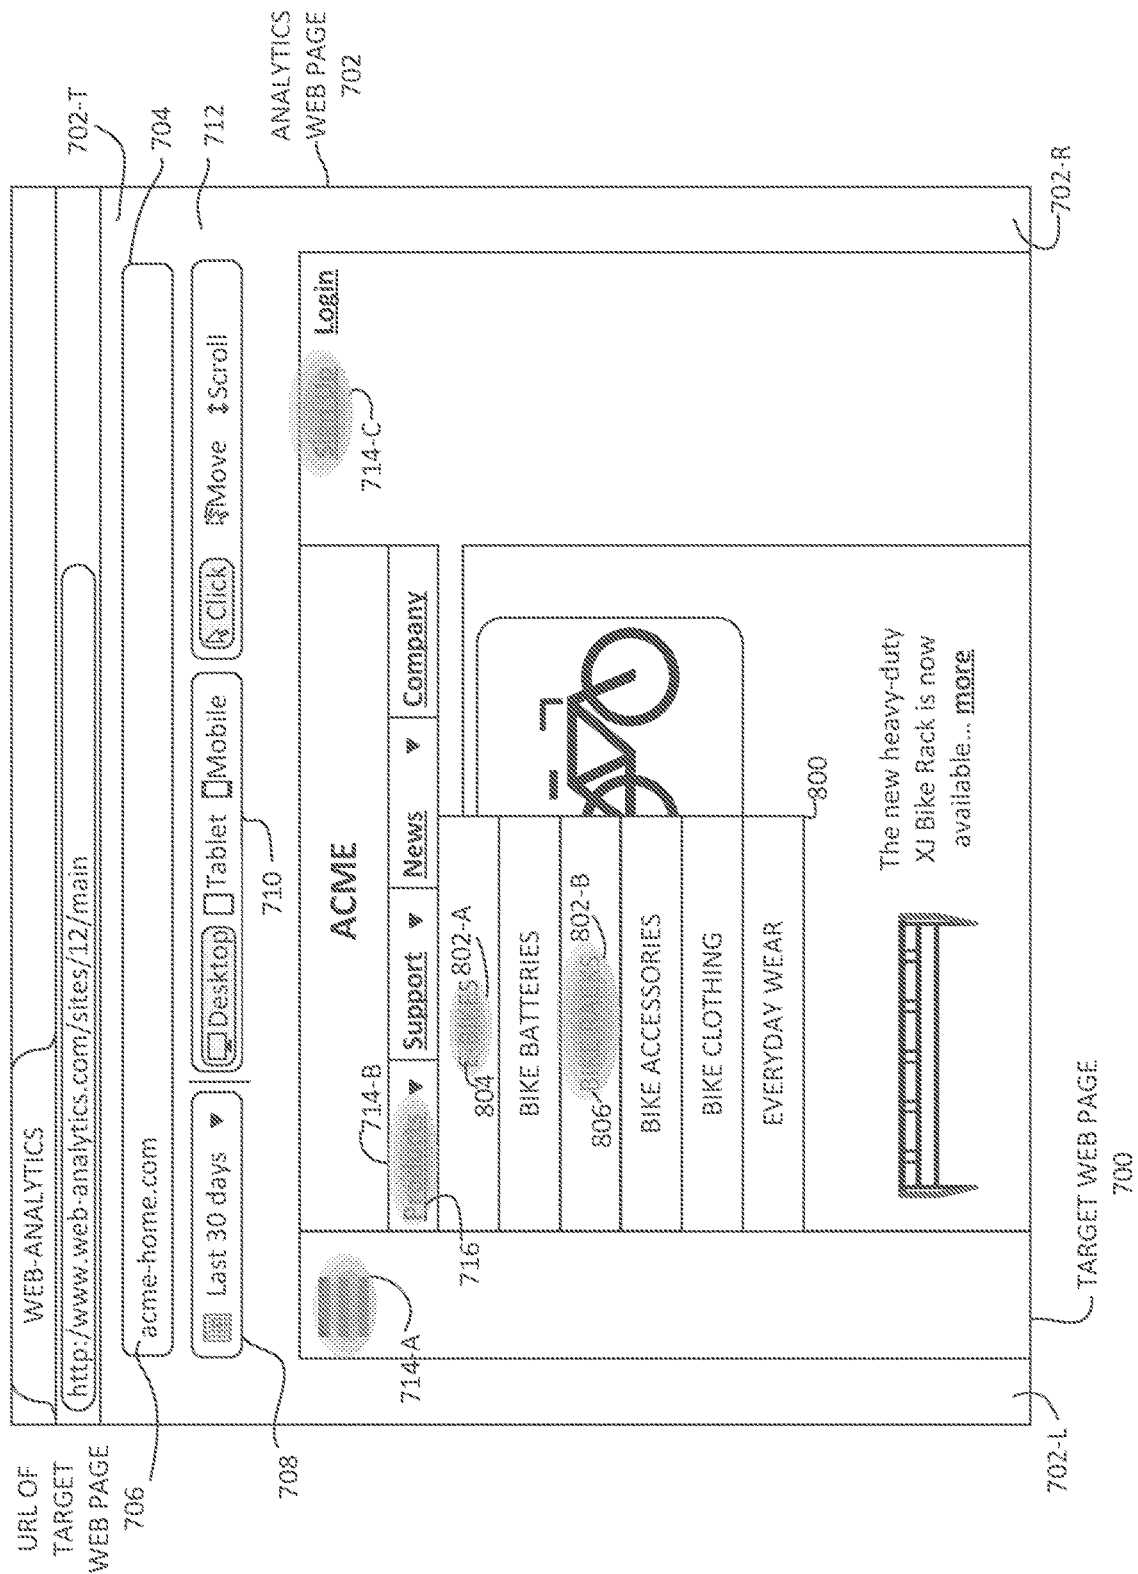 URL OF
TARGET
WEB PAGE
706
WEB-ANALYTICS
http:/www.web-analytics.com/sites/12/main
702-T
704
acme-home.com
712
Last 30 days
Desktop
Tablet
Mobile
Click
Move
Scroll
708
710
ANALYTICS
WEB PAGE
702
Login
714-A
714-B
714-C
ACME
716
Support
News
Company
804
802-A
BIKE BATTERIES
806
802-B
BIKE ACCESSORIES
BIKE CLOTHING
EVERYDAY WEAR
800
The new heavy-duty
XJ Bike Rack is now
available... more
702-L
702-R
TARGET WEB PAGE
700